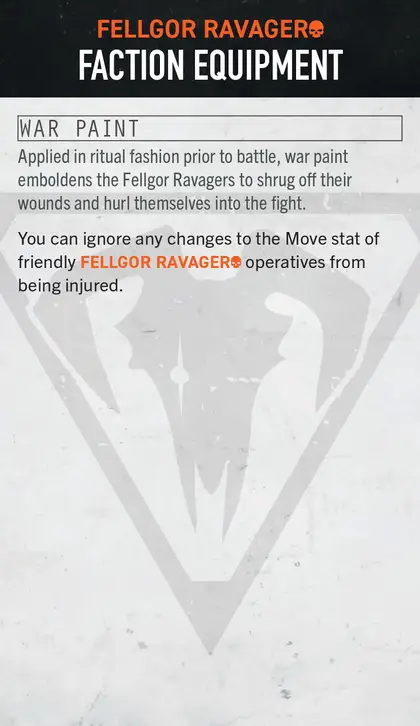 FELLGOR RAVAGER
FACTION EQUIPMENT
WAR PAINT
Applied in ritual fashion prior to battle, war paint
emboldens the Fellgor Ravagers to shrug off their
wounds and hurl themselves into the fight.
You can ignore any changes to the Move stat of
friendly FELLGOR RAVAGER operatives from
being injured.